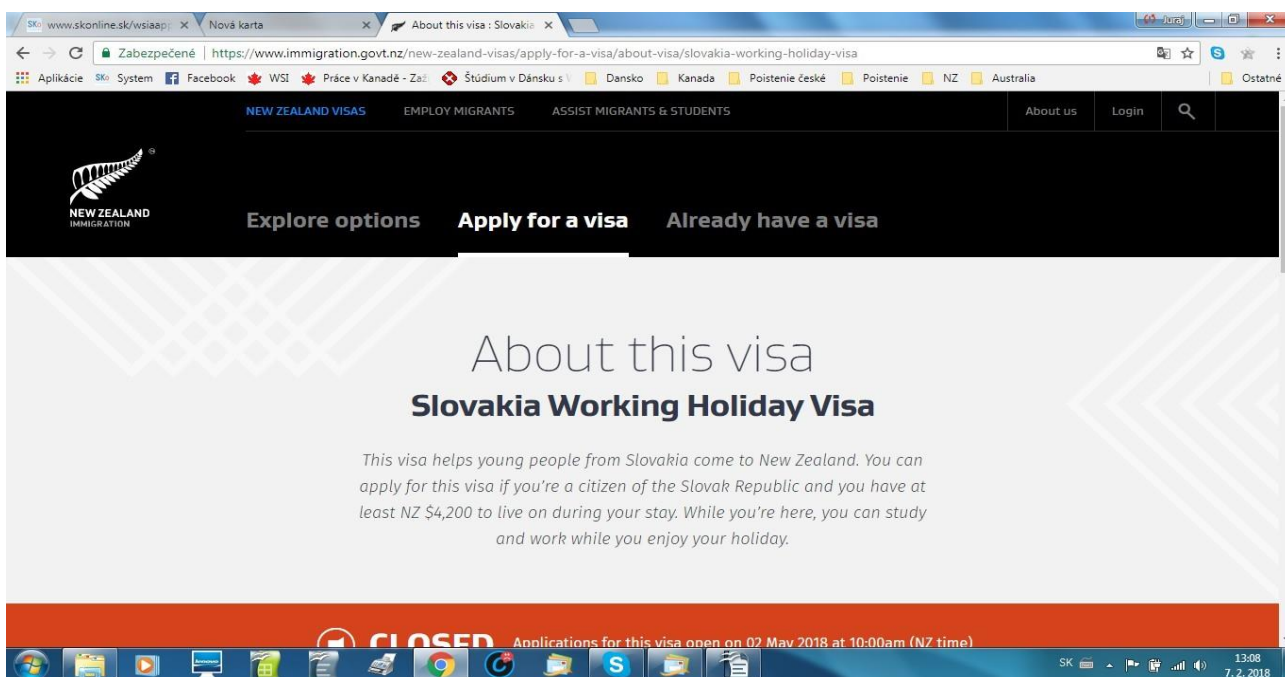 SKo www.skonline.sk/wsiaap
Nová karta
About this visa : Slovakia
Juraj
Zabezpečené | https://www.immigration.govt.nz/new-zealand-visas/apply-for-a-visa/about-visa/slovakia-working-holiday-visa
Aplikácie SKo System Facebook WSI Práce v Kanadě - Zaž Štúdium v Dánsku s Dansko Kanada Poistenie české Poistenie NZ Australia Ostatné
NEW ZEALAND VISAS EMPLOY MIGRANTS ASSIST MIGRANTS & STUDENTS About us Login
NEW ZEALAND
IMMIGRATION
Explore options Apply for a visa Already have a visa
About this visa
Slovakia Working Holiday Visa
This visa helps young people from Slovakia come to New Zealand. You can
apply for this visa if you're a citizen of the Slovak Republic and you have at
least NZ $4,200 to live on during your stay. While you're here, you can study
and work while you enjoy your holiday.
CLOSED Applications for this visa open on 02 May 2018 at 10:00am (NZ time)
SK 13:08
7. 2. 2018